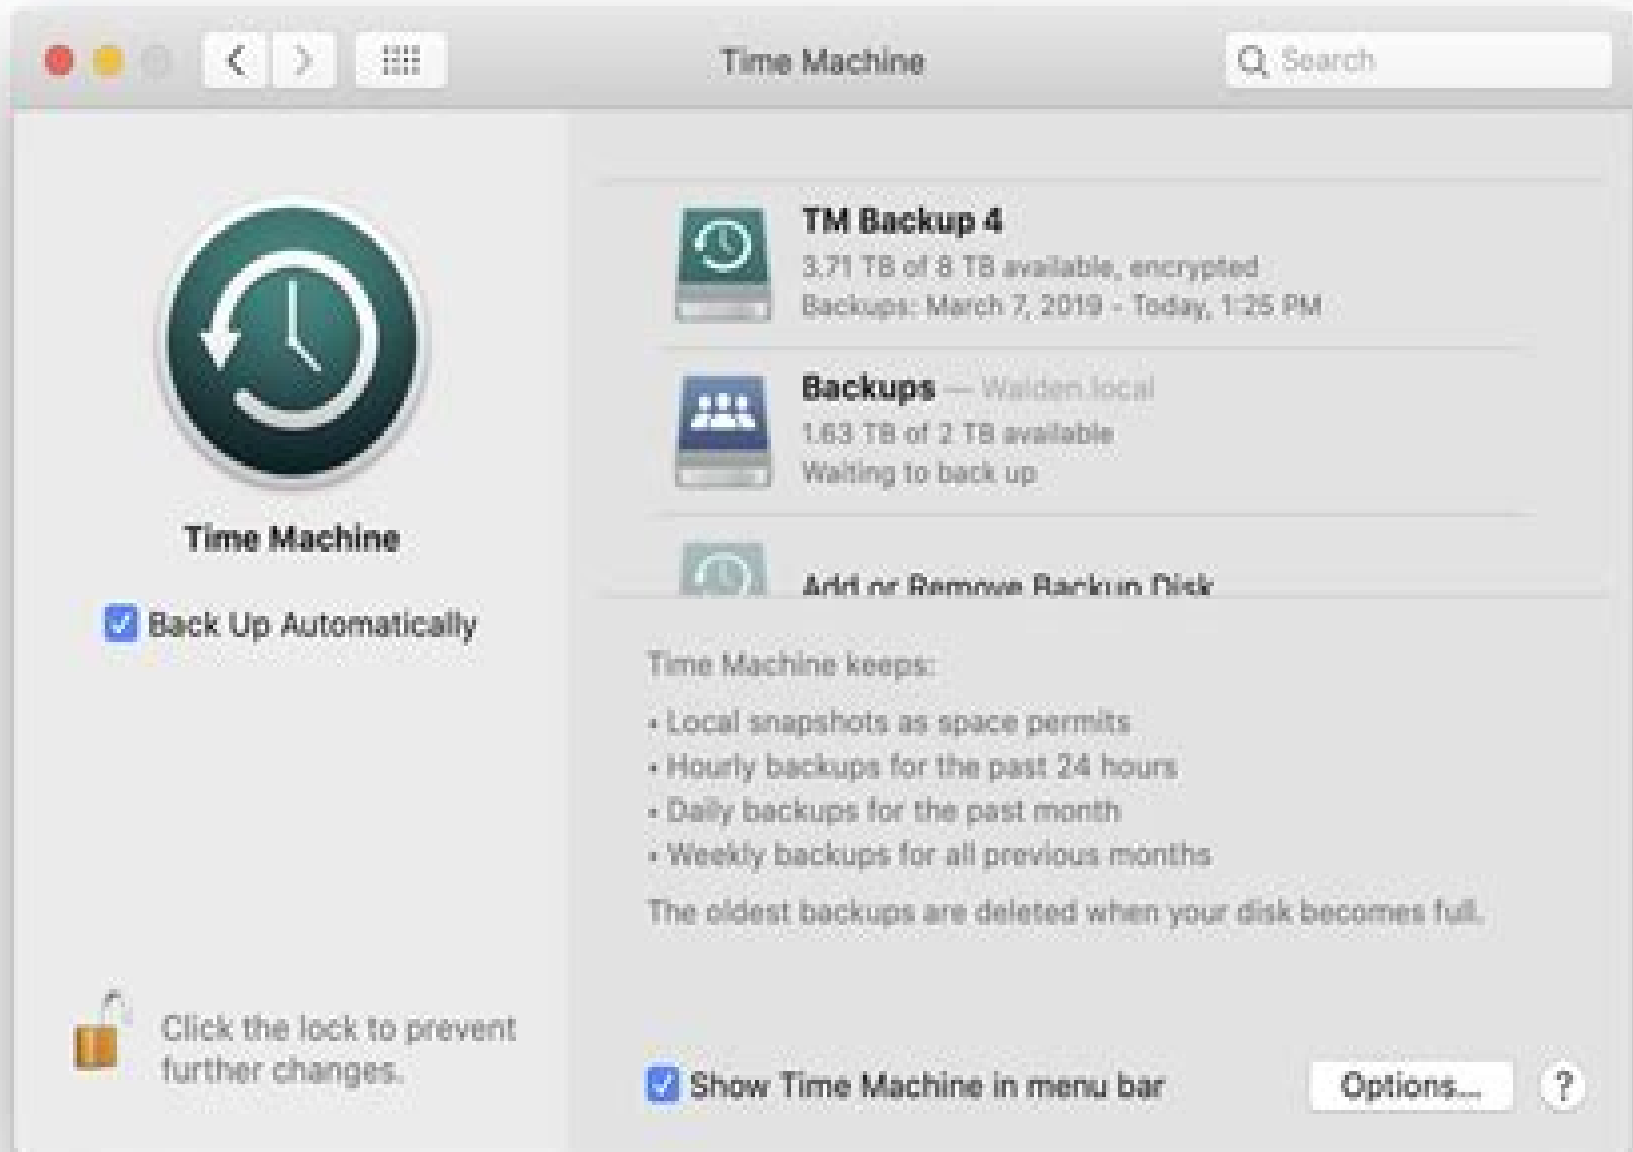 Time Machine
Search
Time Machine
Back Up Automatically
Click the lock to prevent
further changes.
TM Backup 4
3.71 TB of 8 TB available, encrypted
Backups: March 7, 2019 - Today, 1:25 PM
Backups — Walden.local
1.63 TB of 2 TB available
Waiting to back up
Add or Remove Backup Disk
Time Machine keeps:
• Local snapshots as space permits
• Hourly backups for the past 24 hours
• Daily backups for the past month
• Weekly backups for all previous months
The oldest backups are deleted when your disk becomes full.
Show Time Machine in menu bar
Options...
?